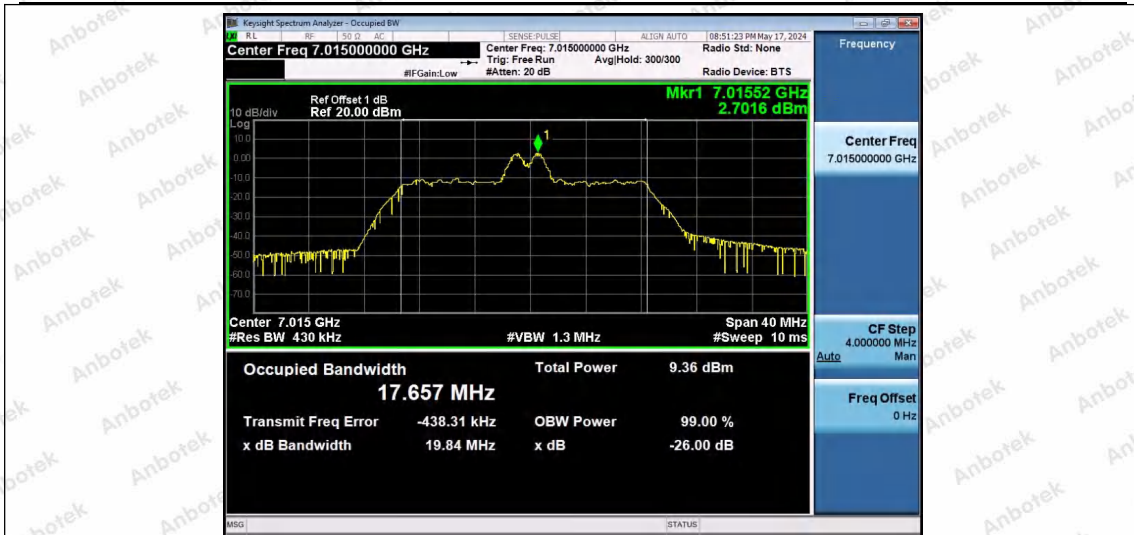 Keysight Spectrum Analyzer - Occupied BW
RL RF 50 Ω AC SENSE:PULSE ALIGN AUTO 08:51:23 PM May 17, 2024
Center Freq 7.015000000 GHz
Center Freq: 7.015000000 GHz
Radio Std: None
Trig: Free Run Avg|Hold: 300/300
#IFGain:Low #Atten: 20 dB Radio Device: BTS
Frequency
Mkr1 7.01552 GHz
2.7016 dBm
Ref Offset 1 dB
10 dB/div Ref 20.00 dBm
Log
10.0
0.00
-10.0
-20.0
-30.0
-40.0
-50.0
-60.0
-70.0
1
Center 7.015 GHz Span 40 MHz
#Res BW 430 kHz #VBW 1.3 MHz #Sweep 10 ms
Center Freq
7.015000000 GHz
CF Step
4.000000 MHz
Auto Man
Freq Offset
0 Hz
Occupied Bandwidth Total Power 9.36 dBm
17.657 MHz
Transmit Freq Error -438.31 kHz OBW Power 99.00 %
x dB Bandwidth 19.84 MHz x dB -26.00 dB
MSG STATUS
Anbotek